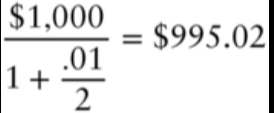 $1,000
1 + .01
2
= $995.02